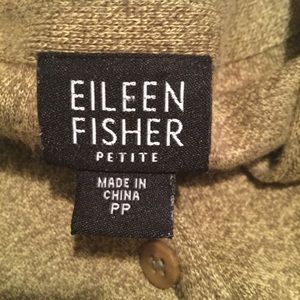 EILEEN
FISHER
PETITE
MADE IN
CHINA
PP